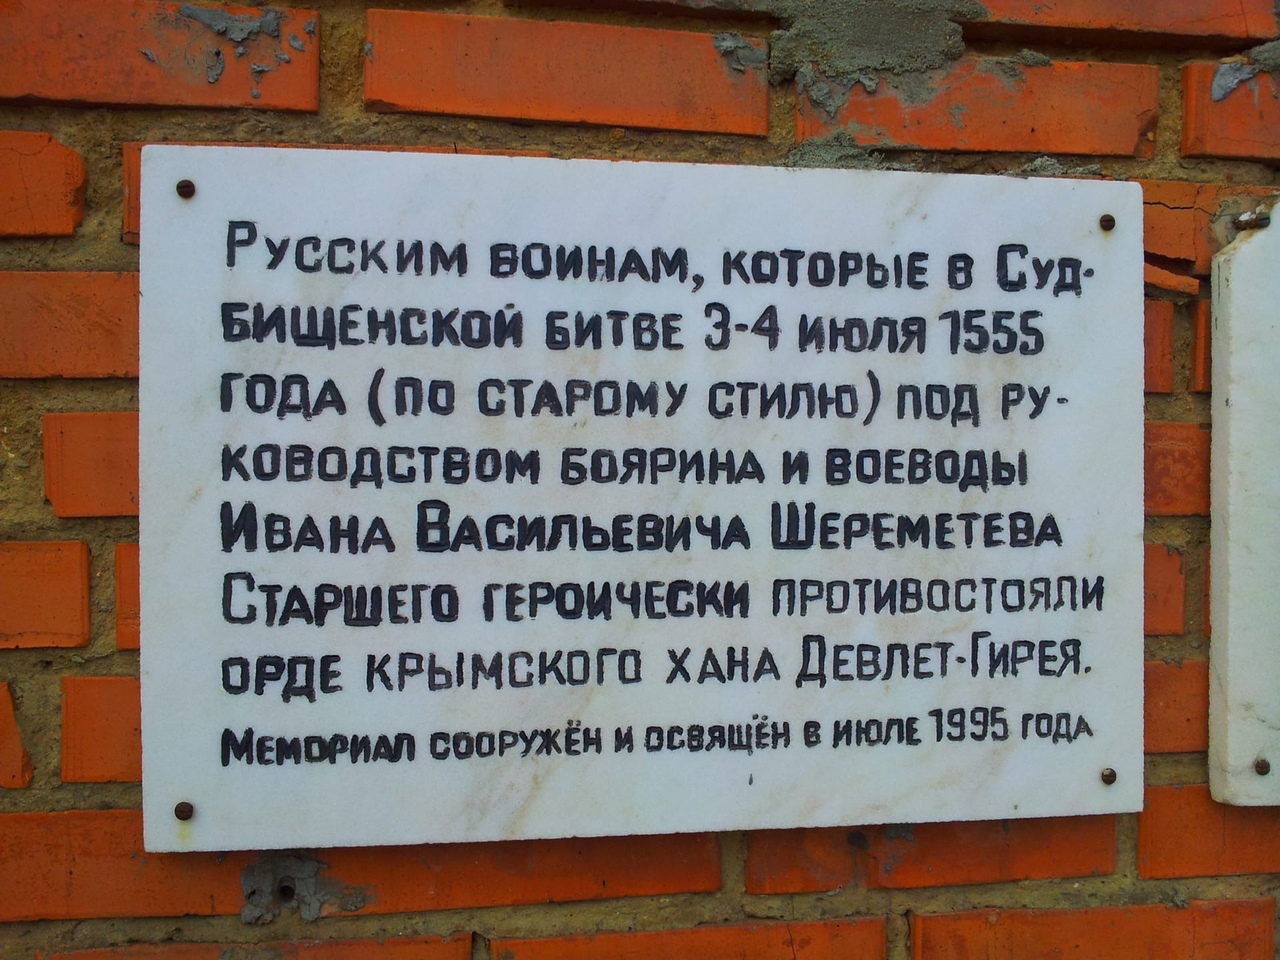 Русским воинам, которые в Суд-
бищенской битве 3-4 июля 1555
года (по старому стилю) под ру-
ководством боярина и воеводы
Ивана Васильевича Шереметева
Старшего героически противостояли
орде крымского хана Девлет-Гирея.
Мемориал сооружён и освящён в июле 1995 года